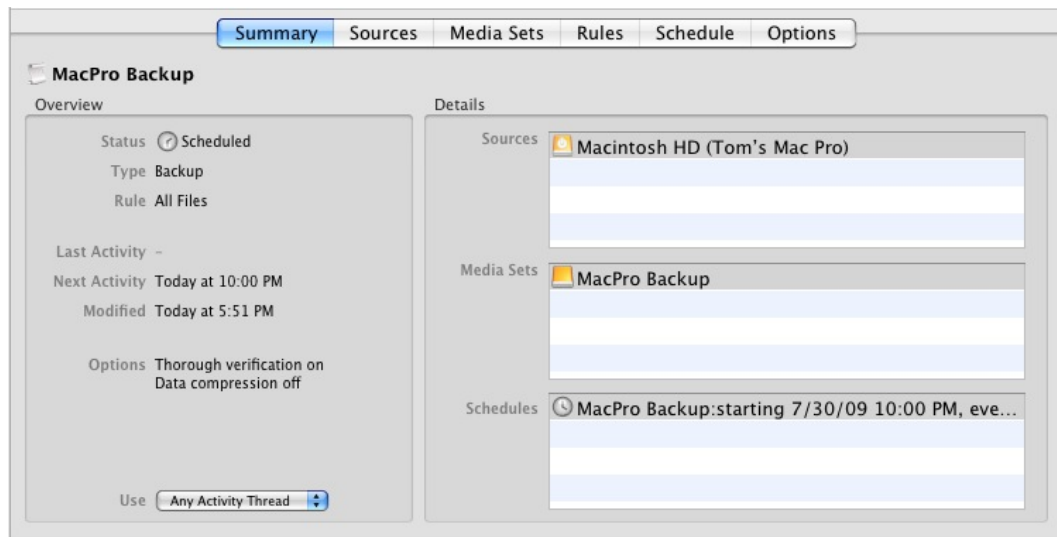 Summary Sources Media Sets Rules Schedule Options
MacPro Backup
Overview
Status Scheduled
Type Backup
Rule All Files
Last Activity –
Next Activity Today at 10:00 PM
Modified Today at 5:51 PM
Options Thorough verification on
Data compression off
Use Any Activity Thread
Details
Sources Macintosh HD (Tom's Mac Pro)
Media Sets MacPro Backup
Schedules MacPro Backup:starting 7/30/09 10:00 PM, eve...